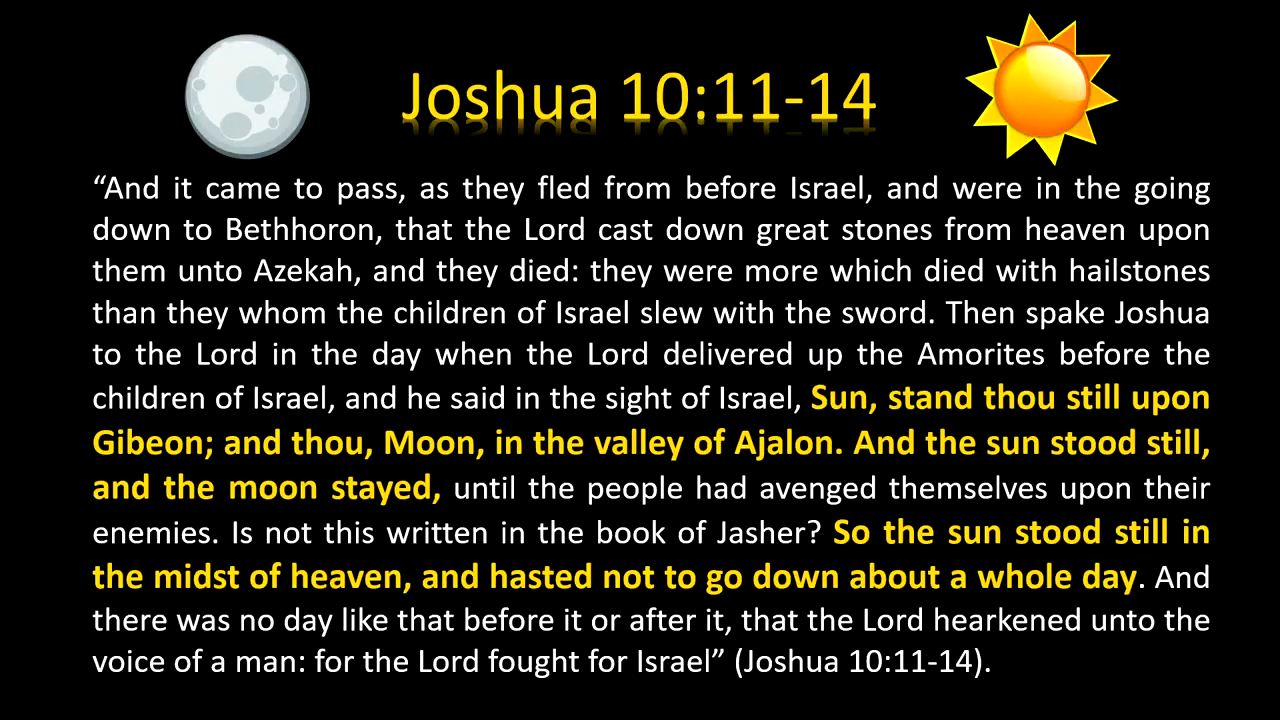 Joshua 10:11-14
“And it came to pass, as they fled from before Israel, and were in the going
down to Bethhoron, that the Lord cast down great stones from heaven upon
them unto Azekah, and they died: they were more which died with hailstones
than they whom the children of Israel slew with the sword. Then spake Joshua
to the Lord in the day when the Lord delivered up the Amorites before the
children of Israel, and he said in the sight of Israel, Sun, stand thou still upon
Gibeon; and thou, Moon, in the valley of Ajalon. And the sun stood still,
and the moon stayed, until the people had avenged themselves upon their
enemies. Is not this written in the book of Jasher? So the sun stood still in
the midst of heaven, and hasted not to go down about a whole day. And
there was no day like that before it or after it, that the Lord hearkened unto the
voice of a man: for the Lord fought for Israel” (Joshua 10:11-14).